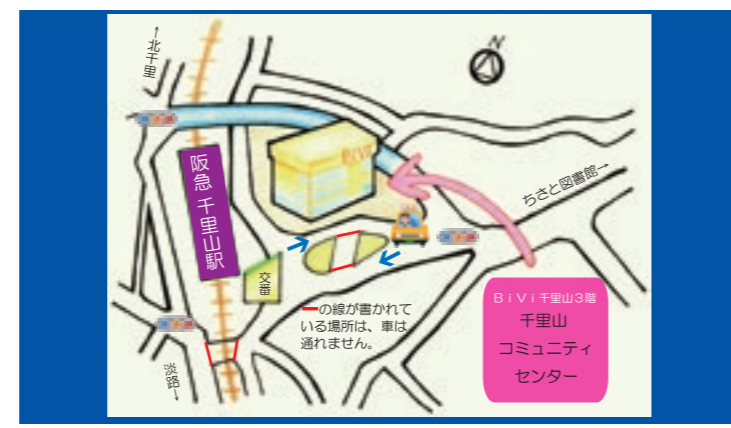 ←北千里
N
BiVi
阪急 千里山駅
ちさと図書館→
交番
ーの線が書かれて
いる場所は、車は
通れません。
淡路→
BiVi千里山3階
千里山
コミュニティ
センター